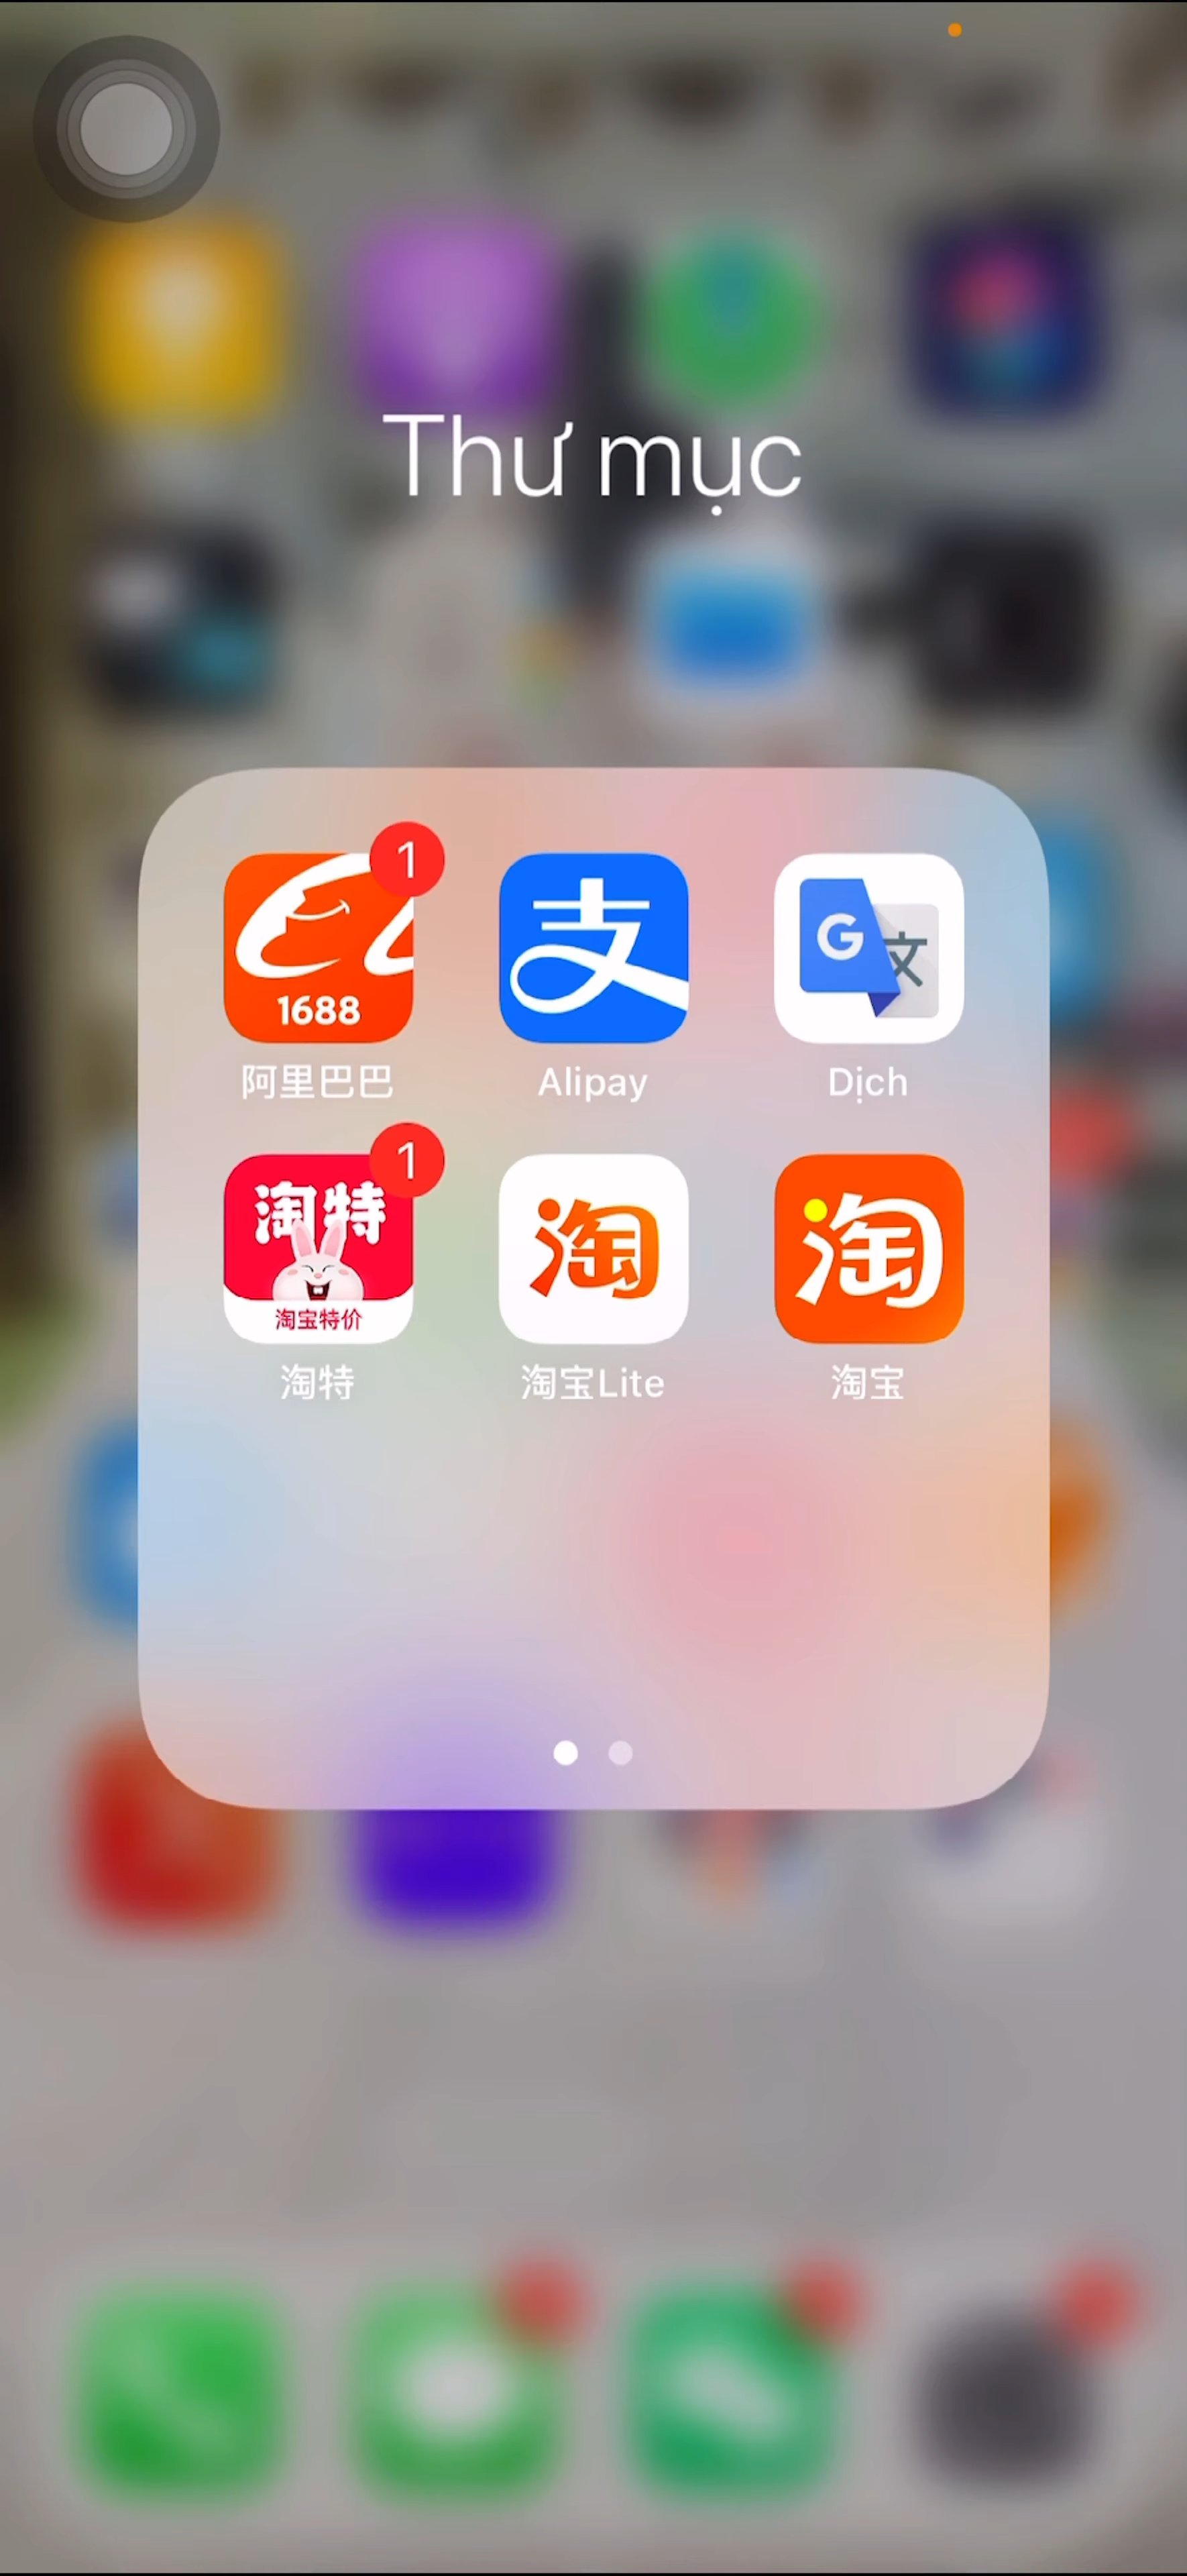 Thư mục
1
1688
支
G 文
阿里巴巴
Alipay
Dịch
1
淘特
淘宝特价
淘
淘
淘特
淘宝Lite
淘宝